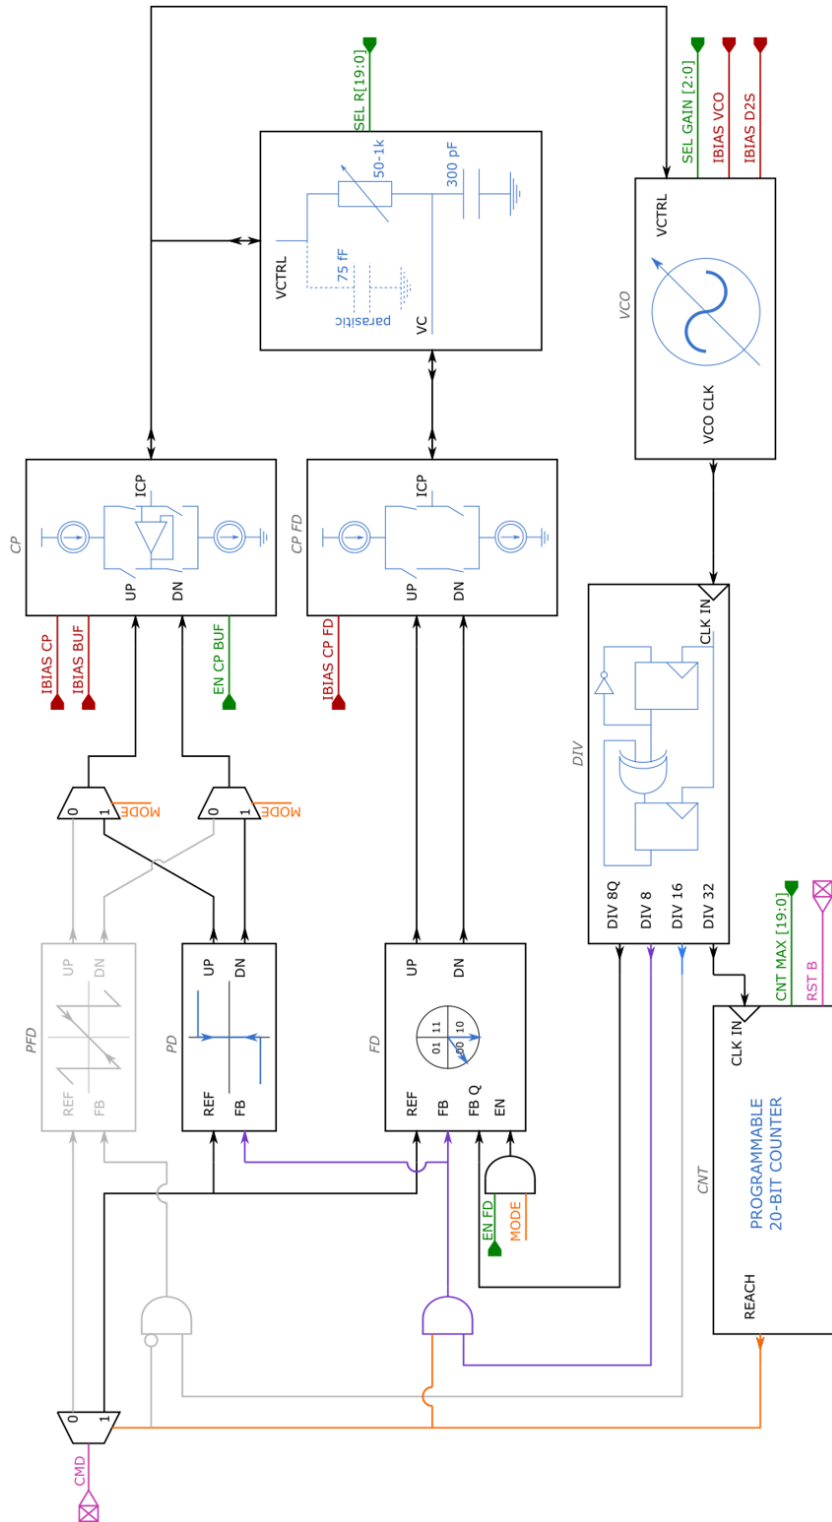 CMD
0
1
PFD
REF
FB
UP
DN
PD
REF
FB
UP
DN
0
1
MODE
0
1
MODE
IBIAS CP
IBIAS BUF
EN CP BUF
CP
UP
DN
ICP
FD
REF
FB
FB Q
EN
01
11
00
10
UP
DN
EN FD
MODE
IBIAS CP FD
CP FD
UP
DN
ICP
VCTRL
75 fF
parasitic
VC
50-1k
300 pF
SEL R[19:0]
VCO
VCTRL
VCO CLK
SEL GAIN [2:0]
IBIAS VCO
IBIAS D2S
DIV
CLK IN
DIV 8Q
DIV 8
DIV 16
DIV 32
CNT
CLK IN
PROGRAMMABLE
20-BIT COUNTER
REACH
CNT MAX [19:0]
RST B